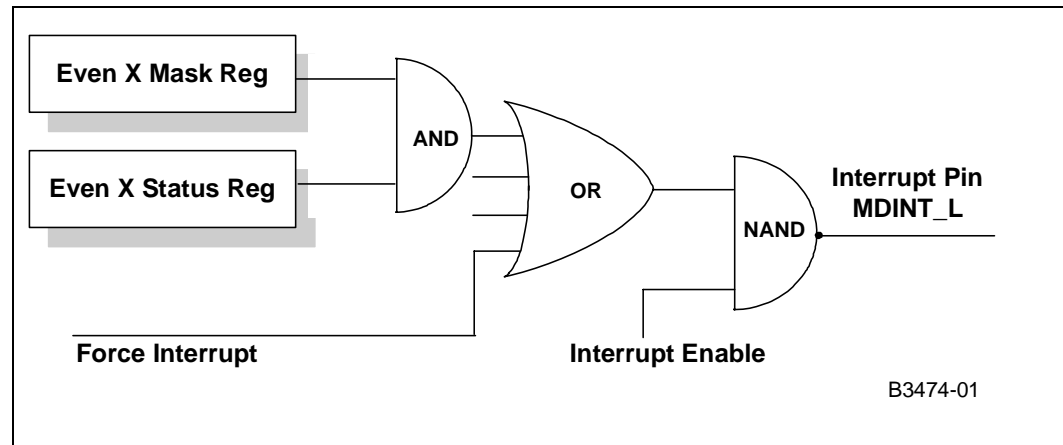 Even X Mask Reg
AND
Even X Status Reg
OR
Interrupt Pin
MDINT_L
NAND
Force Interrupt
Interrupt Enable
B3474-01